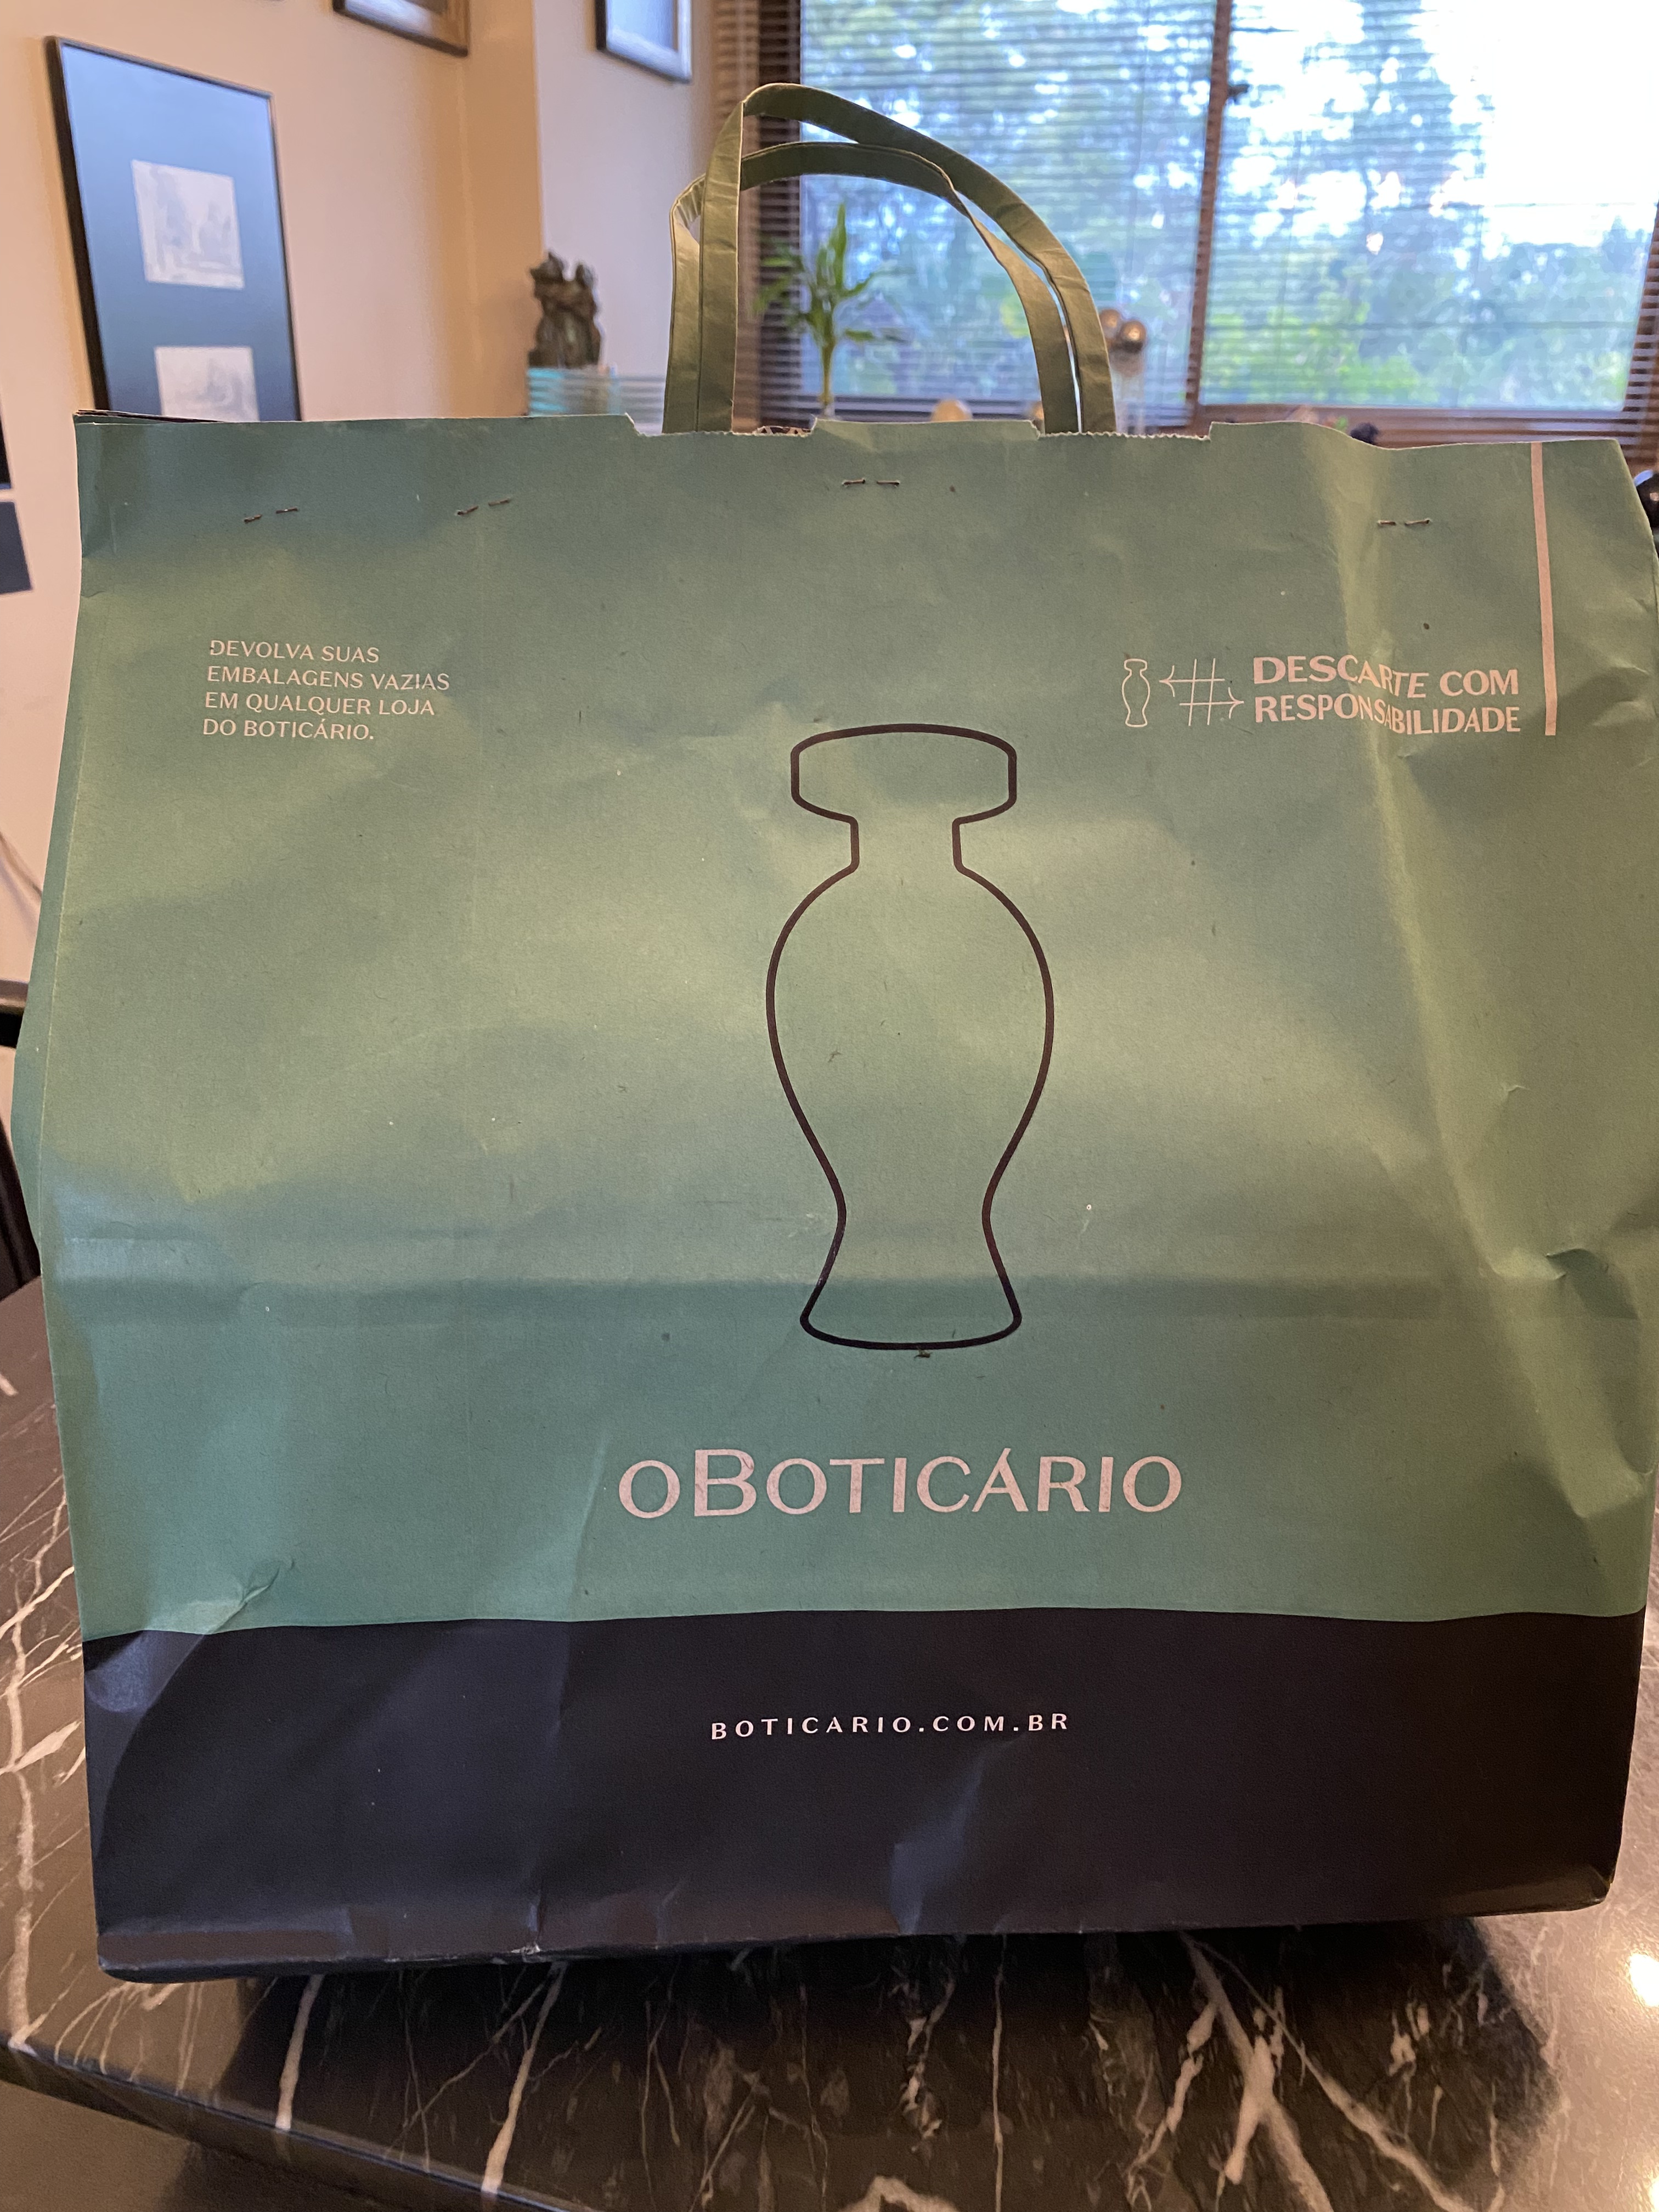 DEVOLVA SUAS
EMBALAGENS VAZIAS
EM QUALQUER LOJA
DO BOTICÁRIO.
DESCARTE COM
RESPONSABILIDADE
OBOTICÁRIO
BOTICARIO.COM.BR